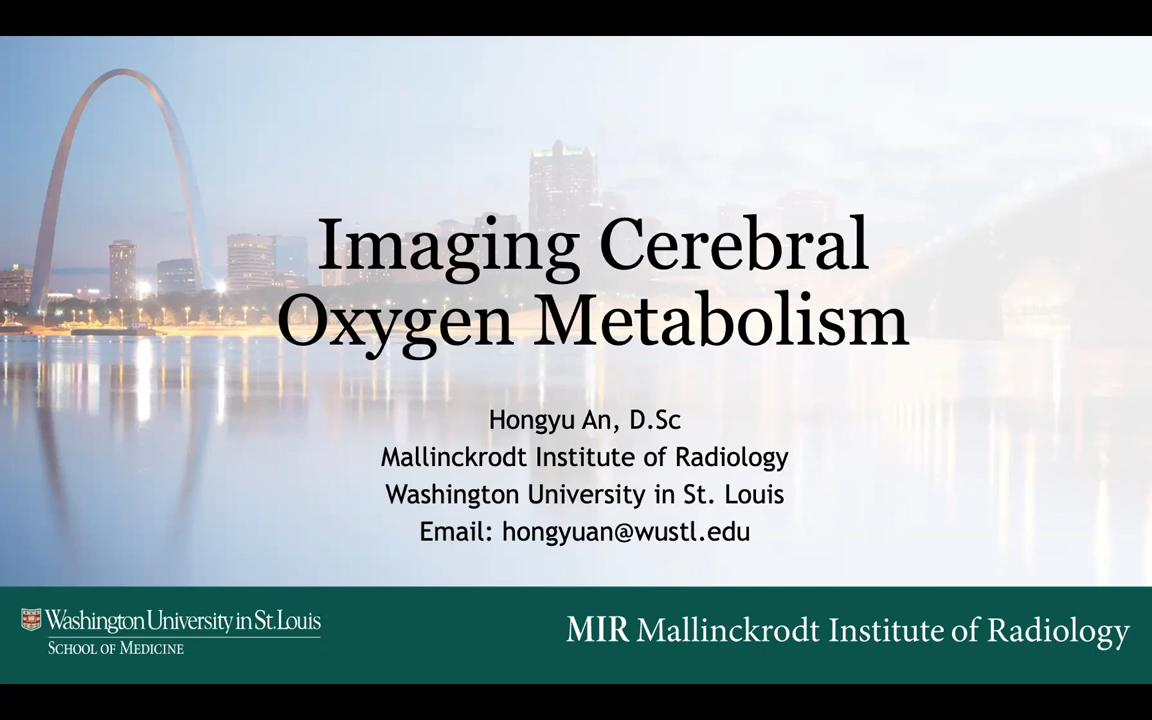 Imaging Cerebral
Oxygen Metabolism
Hongyu An, D.Sc
Mallinckrodt Institute of Radiology
Washington University in St. Louis
Email: hongyuan@wustl.edu
Washington University in St. Louis
SCHOOL OF MEDICINE
MIR Mallinckrodt Institute of Radiology